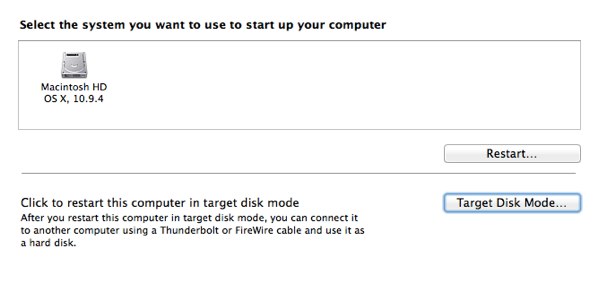 Select the system you want to use to start up your computer
Macintosh HD
OS X, 10.9.4
Restart...
Click to restart this computer in target disk mode
Target Disk Mode...
After you restart this computer in target disk mode, you can connect it
to another computer using a Thunderbolt or FireWire cable and use it as
a hard disk.